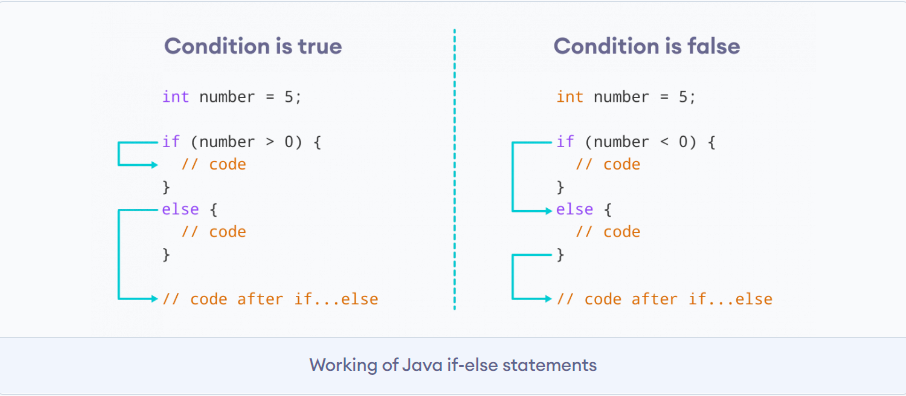 Condition is true
int number = 5;
if (number > 0) {
// code
}
else {
// code
}
// code after if...else
Condition is false
int number = 5;
if (number < 0) {
// code
}
else {
// code
}
// code after if...else
Working of Java if-else statements